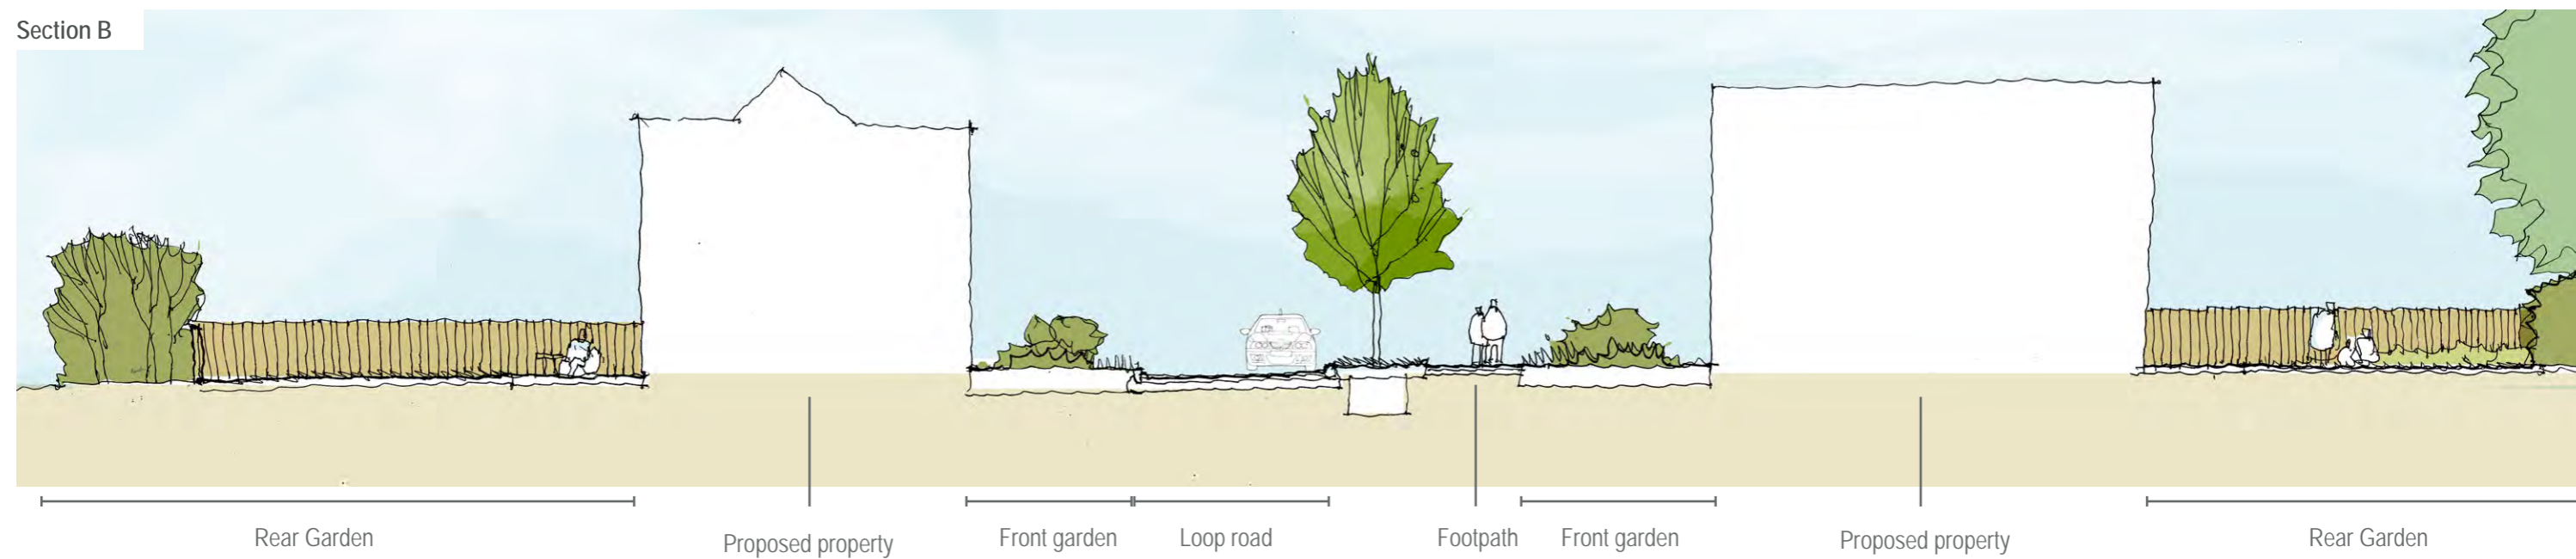 Section B
Rear Garden
Proposed property
Front garden
Loop road
Footpath
Front garden
Proposed property
Rear Garden